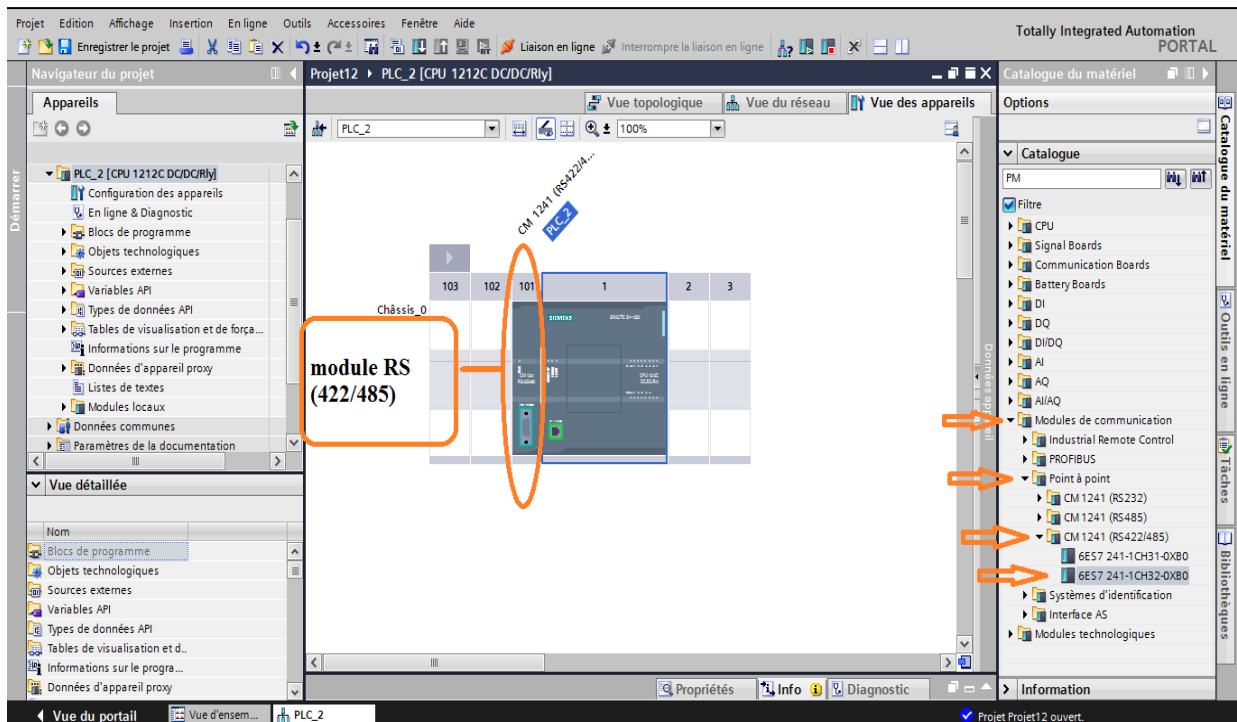 Projet Edition Affichage Insertion En ligne Outils Accessoires Fenêtre Aide
Totally Integrated Automation
PORTAL
Enregistrer le projet Liaison en ligne Interrompre la liaison en ligne
Navigateur du projet
Projet12 PLC_2 [CPU 1212C DC/DC/Rly]
Catalogue du matériel
Appareils
Vue topologique Vue du réseau Vue des appareils
Options
Démarrer
PLC_2 [CPU 1212C DC/DC/Rly]
Configuration des appareils
En ligne & Diagnostic
Blocs de programme
Objets technologiques
Sources externes
Variables API
Types de données API
Tables de visualisation et de força...
Informations sur le programme
Données d'appareil proxy
Listes de textes
Modules locaux
Données communes
Paramètres de la documentation
Vue détaillée
Nom
Blocs de programme
Objets technologiques
Sources externes
Variables API
Types de données API
Tables de visualisation et d..
Informations sur le progra...
Données d'appareil proxy
PLC_2
100%
CM 1241 (RS422/4...
PLC_2
103 102 101 1 2 3
Châssis_0
SIEMENS
module RS
(422/485)
Données appareil
Propriétés Info Diagnostic
Catalogue
PM
Filtre
CPU
Signal Boards
Communication Boards
Battery Boards
DI
DQ
DI/DQ
AI
AQ
AI/AQ
Modules de communication
Industrial Remote Control
PROFIBUS
Point à point
CM 1241 (RS232)
CM 1241 (RS485)
CM 1241 (RS422/485)
6ES7 241-1CH31-0XB0
6ES7 241-1CH32-0XB0
Systèmes d'identification
Interface AS
Modules technologiques
Information
Catalogue du matériel
Outils en ligne
Tâches
Bibliothèques
Vue du portail Vue d'ensem... PLC_2
Projet Projet12 ouvert.